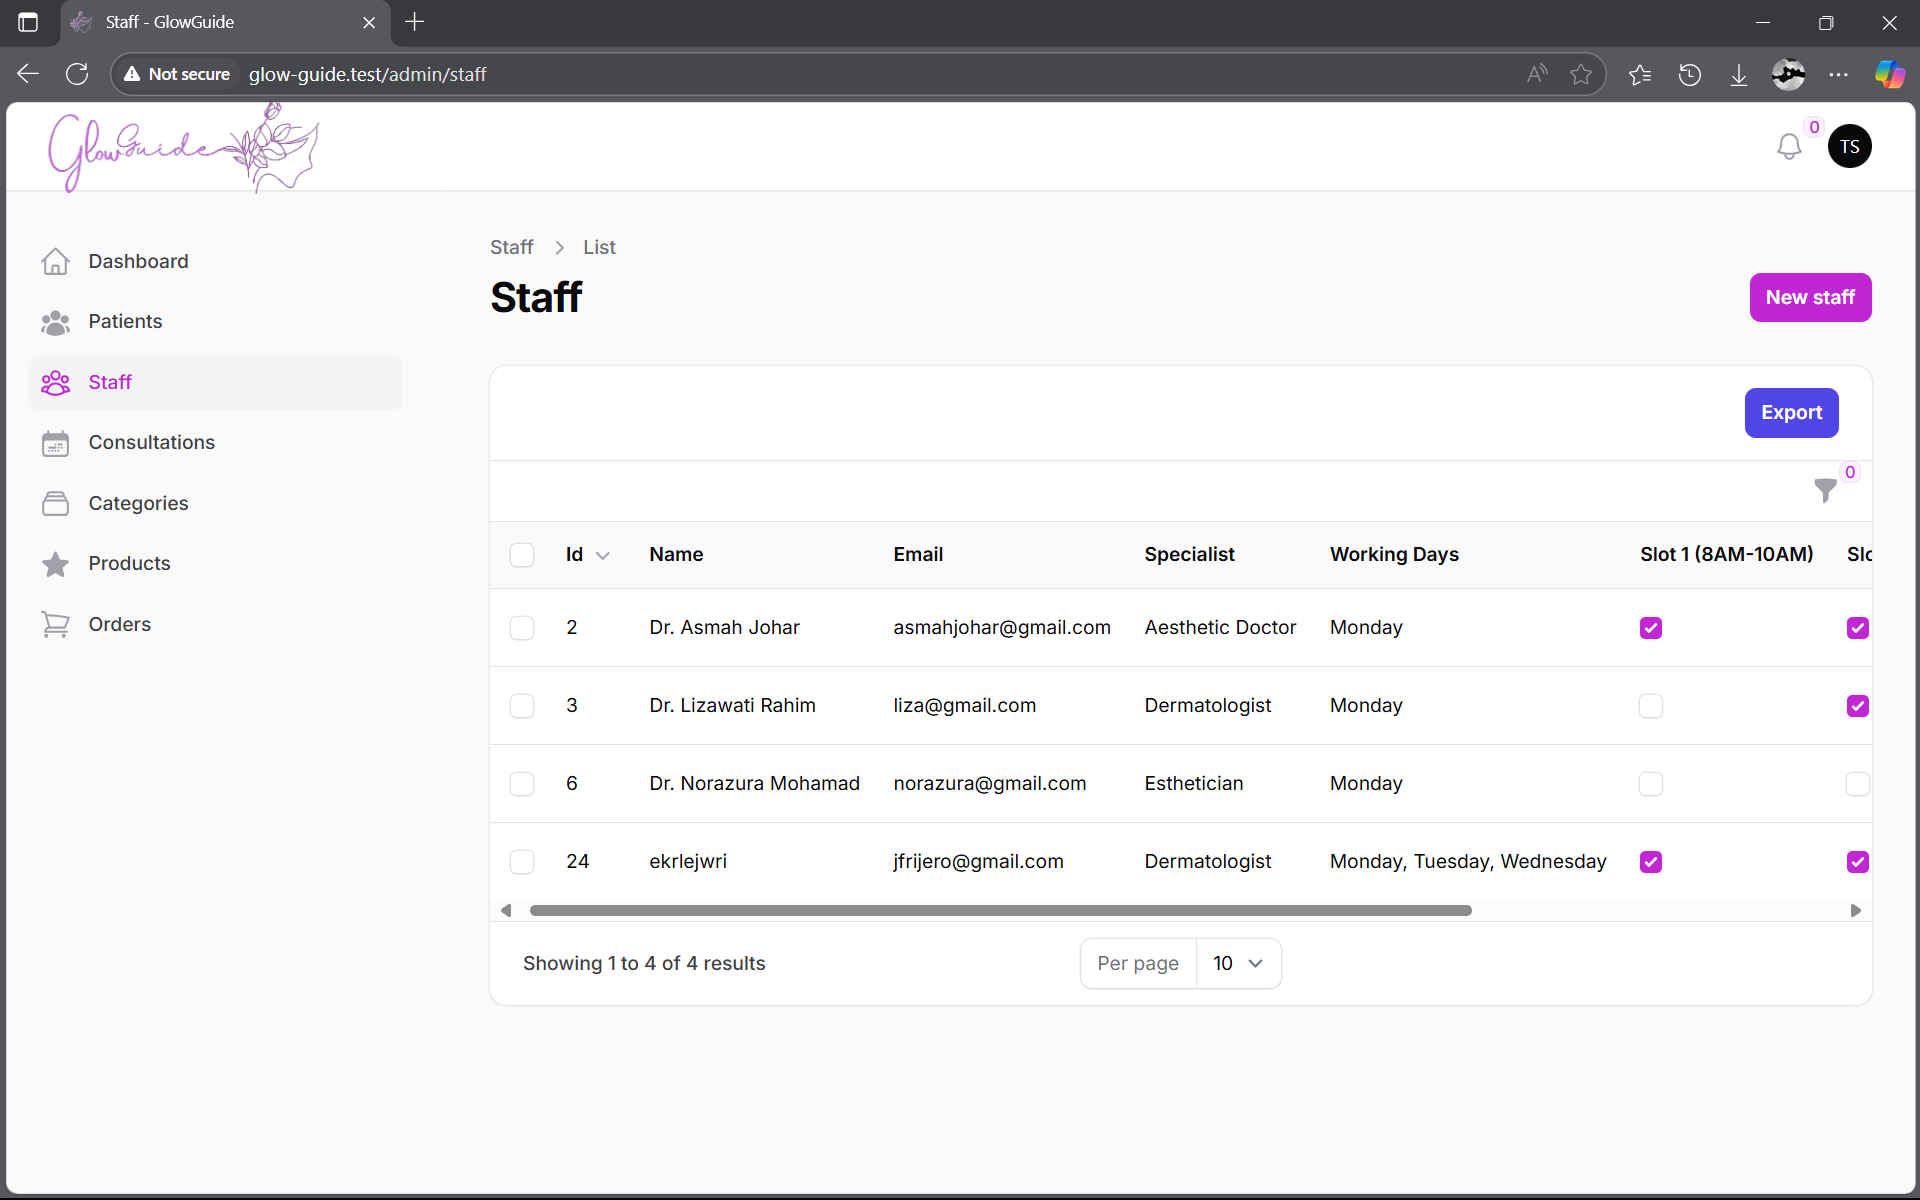 Staff - GlowGuide
Not secure glow-guide.test/admin/staff
GlowGuide
0
TS
Dashboard
Patients
Staff
Consultations
Categories
Products
Orders
Staff > List
Staff
New staff
Export
0
Id Name Email Specialist Working Days Slot 1 (8AM-10AM) Slo
2 Dr. Asmah Johar asmahjohar@gmail.com Aesthetic Doctor Monday
3 Dr. Lizawati Rahim liza@gmail.com Dermatologist Monday
6 Dr. Norazura Mohamad norazura@gmail.com Esthetician Monday
24 ekrlejwri jfrijero@gmail.com Dermatologist Monday, Tuesday, Wednesday
Showing 1 to 4 of 4 results Per page 10